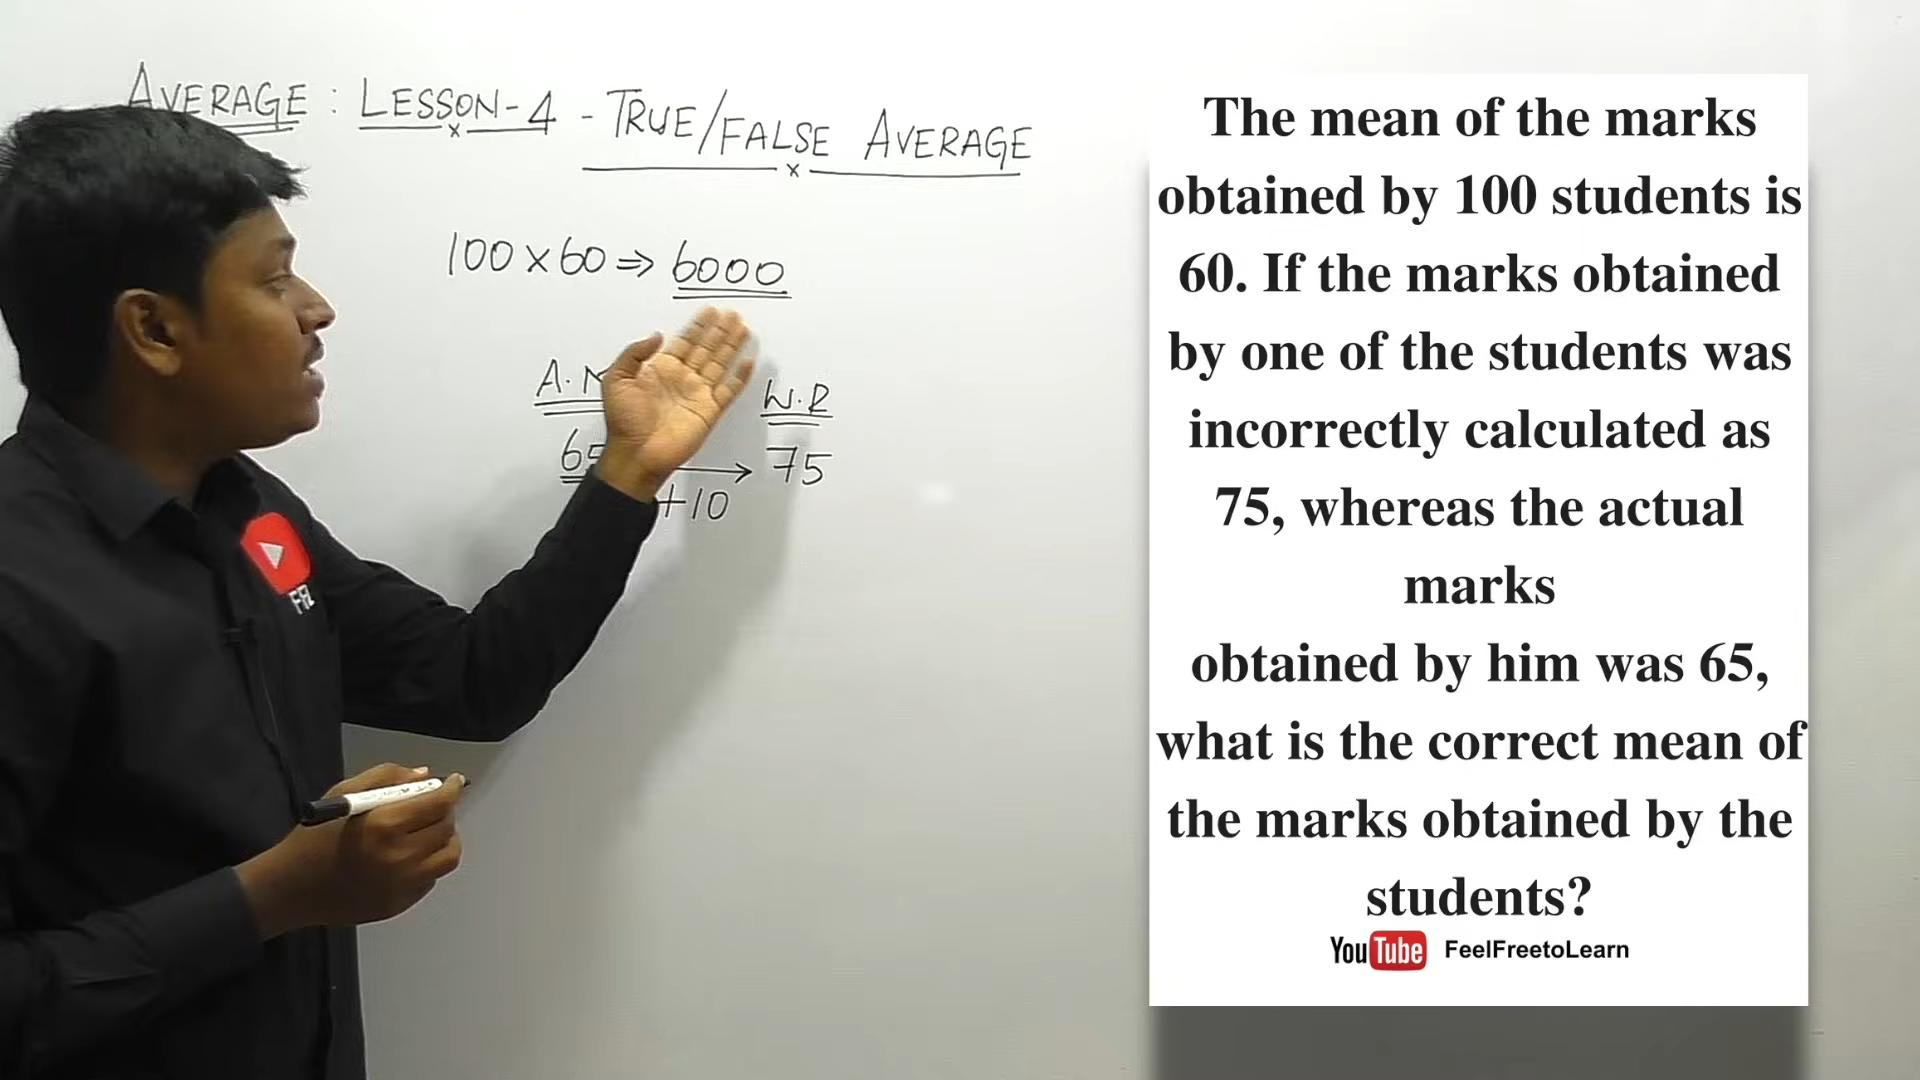 AVERAGE : LESSON-4 - TRUE/FALSE AVERAGE
100 x 60 ⇒ 6000
W.R
75
+10
The mean of the marks
obtained by 100 students is
60. If the marks obtained
by one of the students was
incorrectly calculated as
75, whereas the actual
marks
obtained by him was 65,
what is the correct mean of
the marks obtained by the
students?
YouTube FeelFreetoLearn